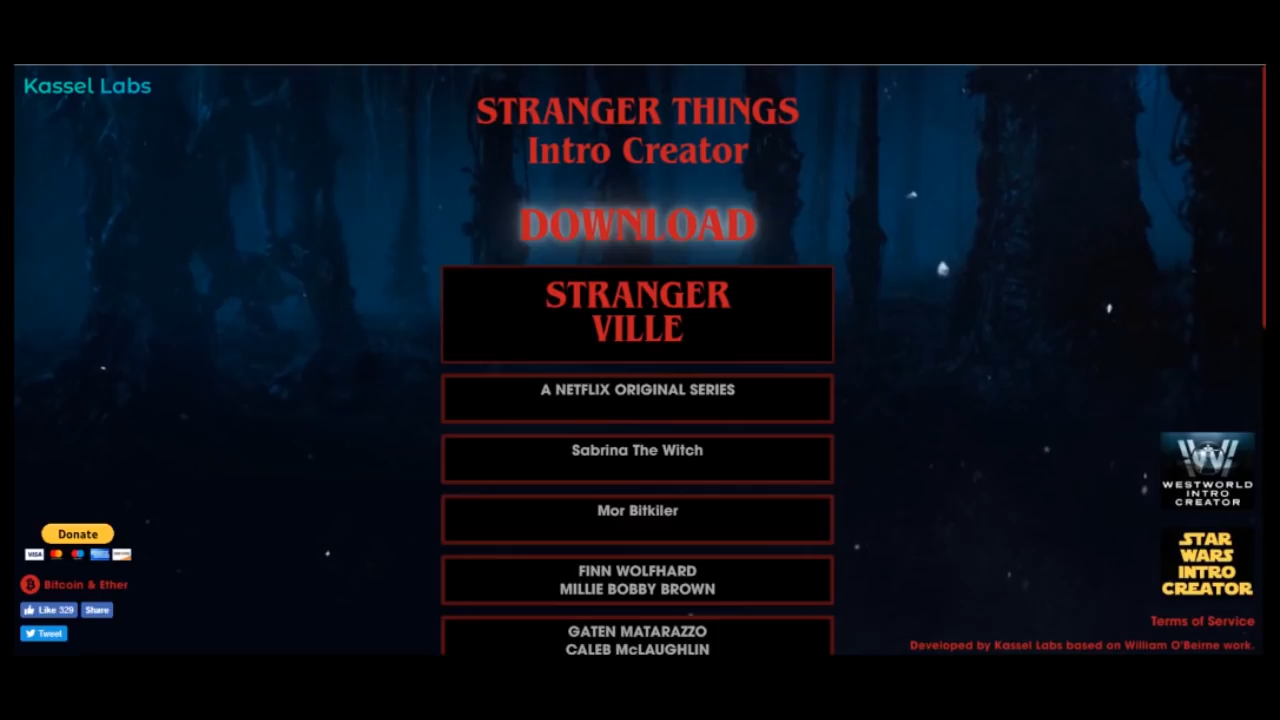 Kassel Labs
STRANGER THINGS
Intro Creator
DOWNLOAD
STRANGER
VILLE
A NETFLIX ORIGINAL SERIES
Sabrina The Witch
Mor Bitkiler
FINN WOLFHARD
MILLIE BOBBY BROWN
GATEN MATARAZZO
CALEB McLAUGHLIN
Donate
VISA
Bitcoin & Ether
Like 329 Share
Tweet
WESTWORLD
INTRO
CREATOR
STAR
WARS
INTRO
CREATOR
Terms of Service
Developed by Kassel Labs based on William O'Beirne work.